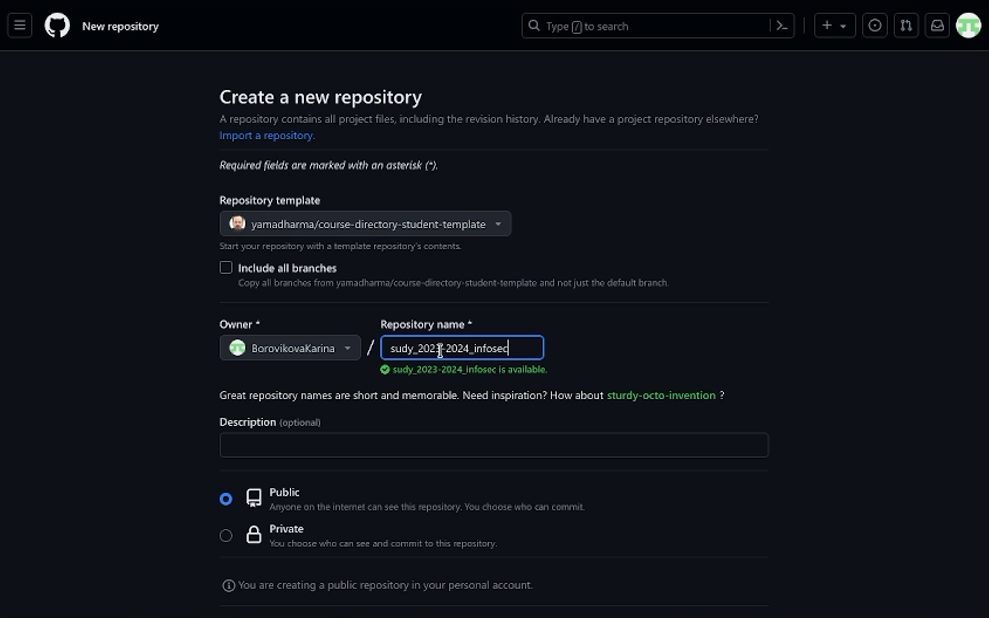 New repository
Type / to search
Create a new repository
A repository contains all project files, including the revision history. Already have a project repository elsewhere?
Import a repository.
Required fields are marked with an asterisk (*).
Repository template
yamadharma/course-directory-student-template
Start your repository with a template repository's contents.
Include all branches
Copy all branches from yamadharma/course-directory-student-template and not just the default branch.
Owner *
Repository name *
BorovikovaKarina / sudy_2023-2024_infosec
sudy_2023-2024_infosec is available.
Great repository names are short and memorable. Need inspiration? How about sturdy-octo-invention ?
Description (optional)
Public
Anyone on the internet can see this repository. You choose who can commit.
Private
You choose who can see and commit to this repository.
You are creating a public repository in your personal account.